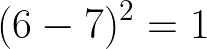 (6 − 7)² = 1